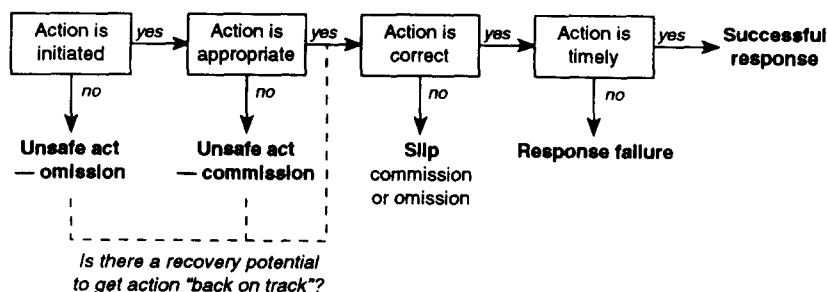 Action is
initiated
yes
Action is
appropriate
yes
Action is
correct
yes
Action is
timely
yes
Successful
response
no
no
no
no
Unsafe act
— omission
Unsafe act
— commission
Slip
commission
or omission
Response failure
Is there a recovery potential
to get action "back on track"?